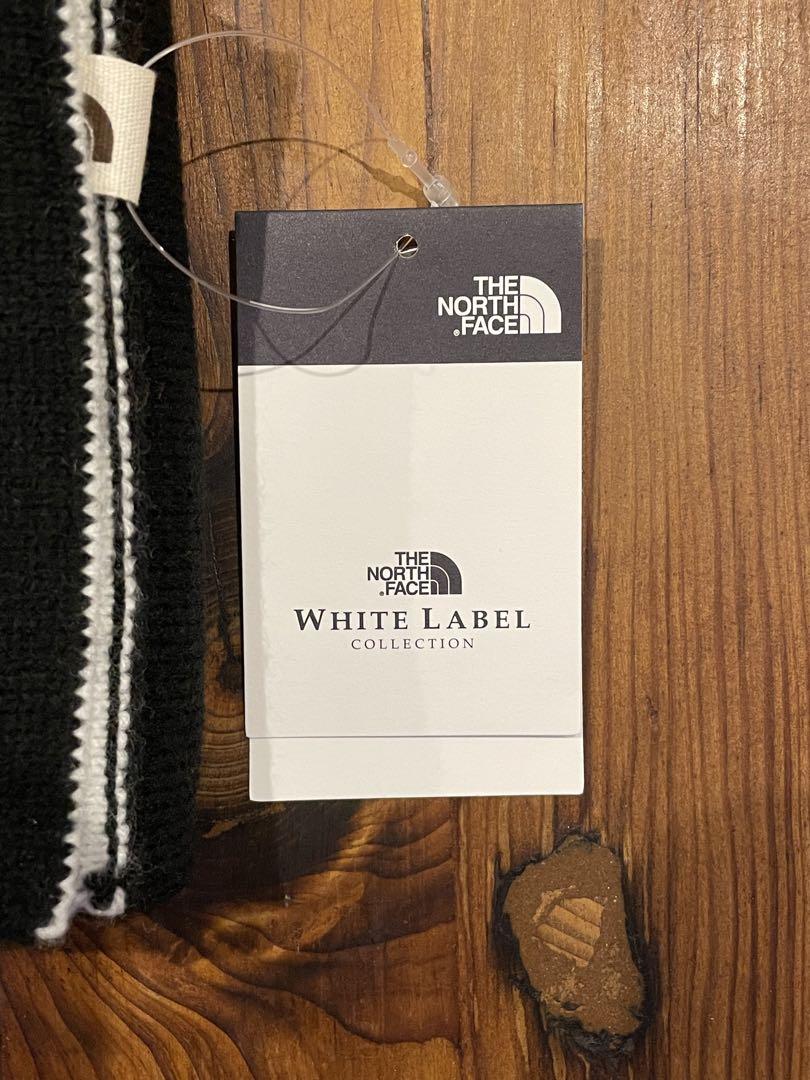 THE
NORTH
FACE
THE
NORTH
FACE
WHITE LABEL
COLLECTION